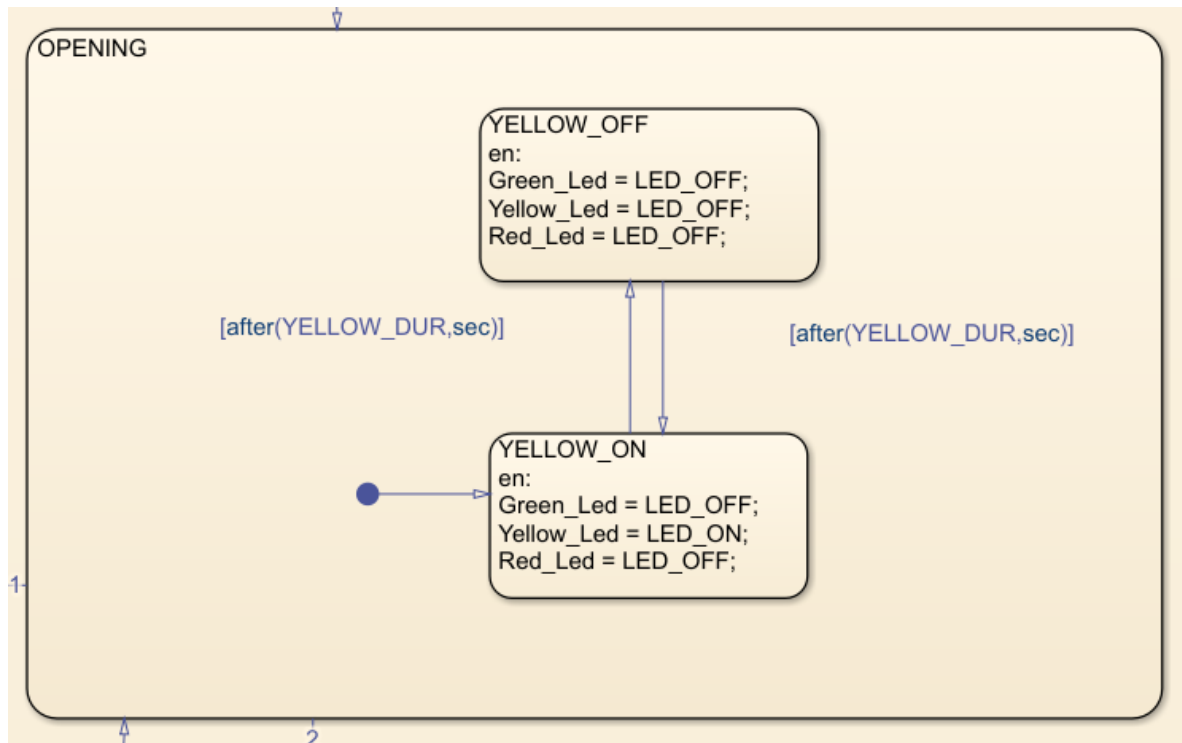 OPENING
YELLOW_OFF
en:
Green_Led = LED_OFF;
Yellow_Led = LED_OFF;
Red_Led = LED_OFF;
[after(YELLOW_DUR,sec)]
[after(YELLOW_DUR,sec)]
YELLOW_ON
en:
Green_Led = LED_OFF;
Yellow_Led = LED_ON;
Red_Led = LED_OFF;
1
2